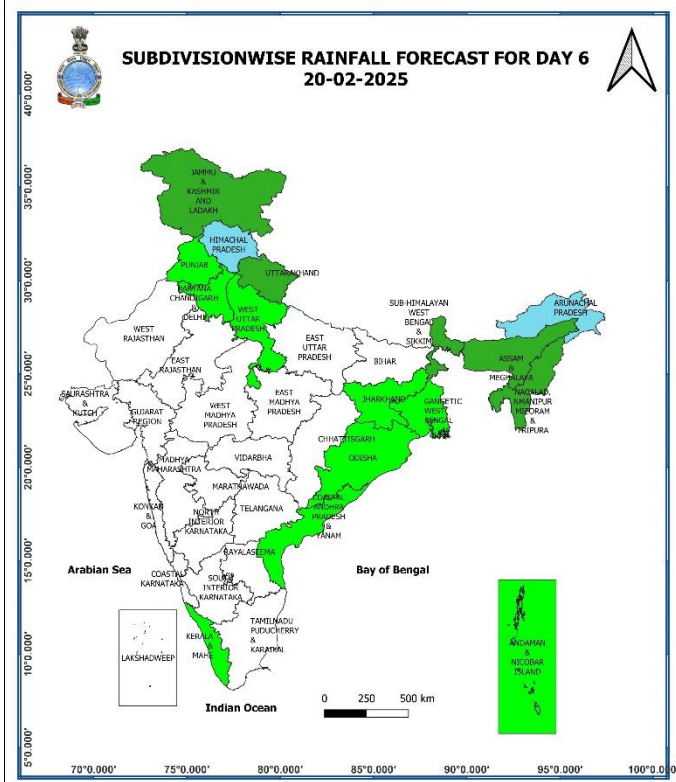 SUBDIVISIONWISE RAINFALL FORECAST FOR DAY 6
20-02-2025
40°0.000'
35°0.000'
30°0.000'
25°0.000'
20°0.000'
15°0.000'
10°0.000'
5°0.000'
JAMMU
&
KASHMIR
AND
LADAKH
HIMACHAL
PRADESH
PUNJAB
UTTARAKHAND
HARYANA
CHANDIGARH
&
DELHI
WEST
UTTAR
PRADESH
WEST
RAJASTHAN
EAST
UTTAR
PRADESH
SUB-HIMALAYAN
WEST
BENGAL
&
SIKKIM
ARUNACHAL
PRADESH
ASSAM
&
MEGHALAYA
NAGALAD,
NMANIPUR
MIZORAM
&
TRIPURA
EAST
RAJASTHAN
BIHAR
SAURASHTRA
&
KUTCH
GUJARAT
REGION
WEST
MADHYA
PRADESH
EAST
MADHYA
PRADESH
JHARKHAND
GANGETIC
WEST
BENGAL
CHHATTISGARH
ODISHA
MADHYA
MAHARASHTRA
VIDARBHA
MARATHAWADA
KONKAN
&
GOA
NORTH
INTERIOR
KARNATAKA
TELANGANA
COASTAL
ANDHRA
PRADESH
&
YANAM
RAYALASEEMA
Arabian Sea
Bay of Bengal
COASTAL
KARNATAKA
SOUTH
INTERIOR
KARNATAKA
TAMILNADU
PUDUCHERRY
&
KARAIKAL
KERALA
&
MAHE
LAKSHADWEEP
ANDAMAN
&
NICOBAR
ISLAND
Indian Ocean
0 250 500 km
70°0.000' 75°0.000' 80°0.000' 85°0.000' 90°0.000' 95°0.000' 100°0.000'